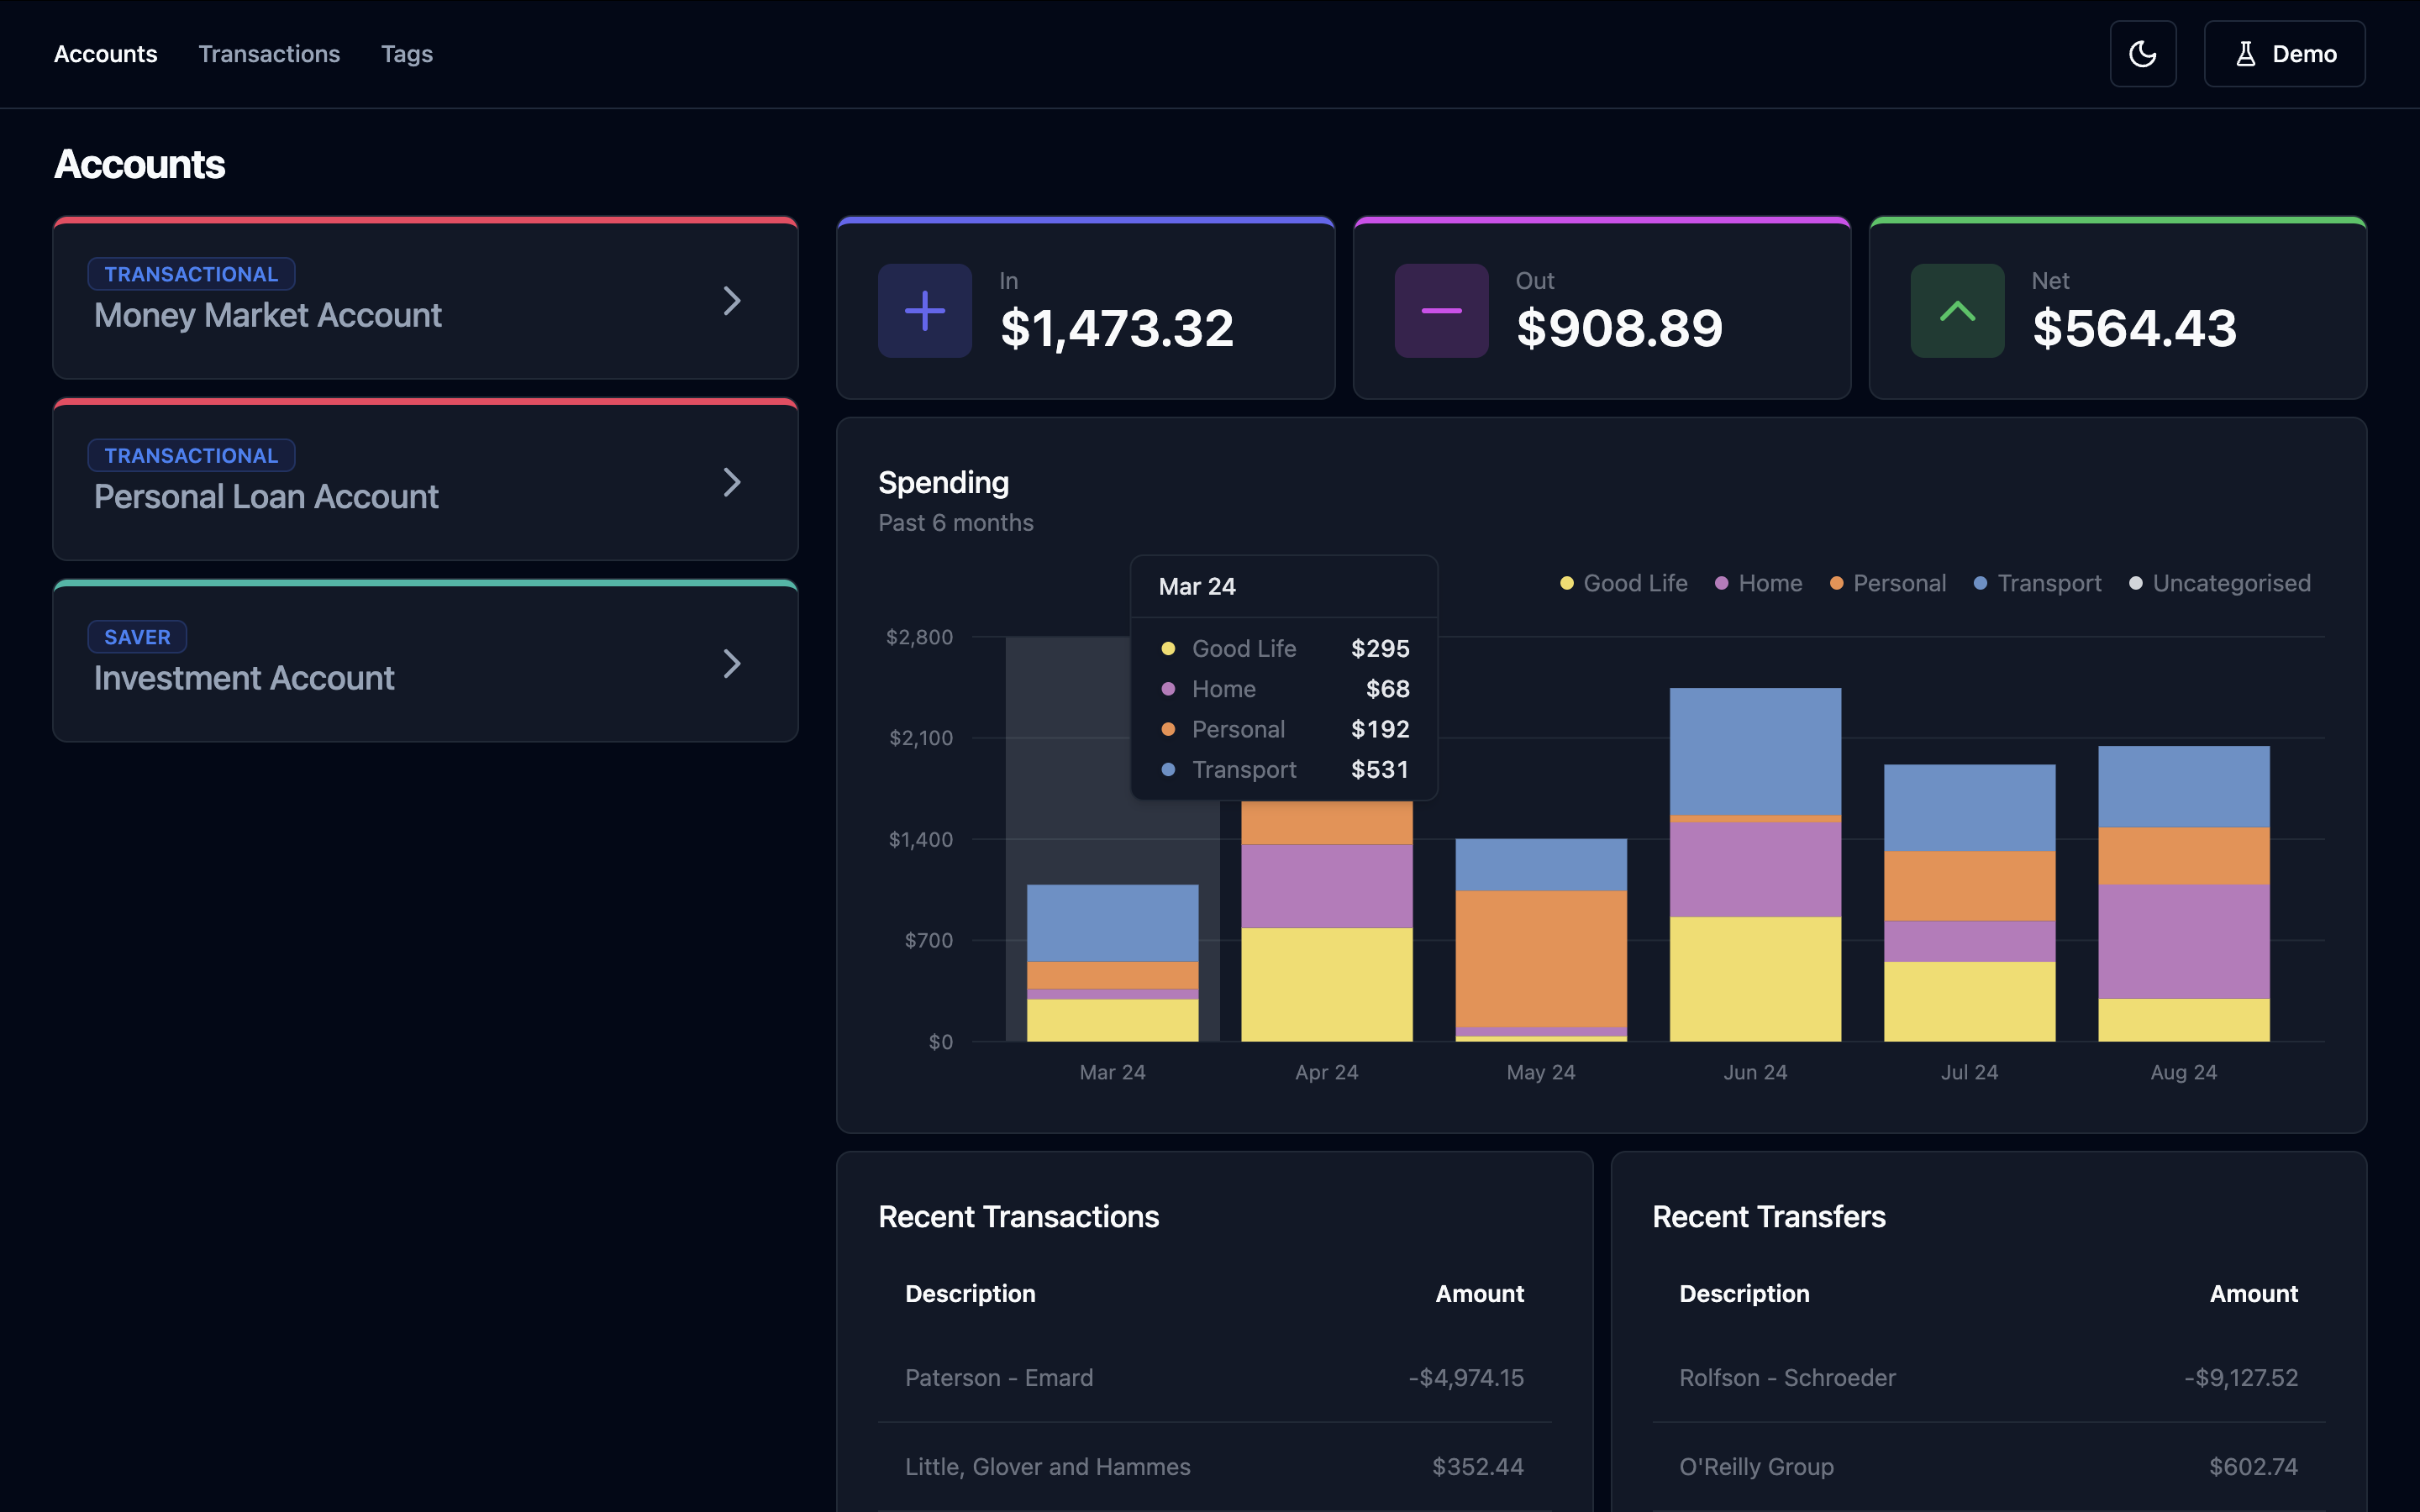 Accounts Transactions Tags Demo
Accounts
TRANSACTIONAL
Money Market Account
TRANSACTIONAL
Personal Loan Account
SAVER
Investment Account
In
$1,473.32
Out
$908.89
Net
$564.43
Spending
Past 6 months
Good Life Home Personal Transport Uncategorised
Mar 24
Good Life $295
Home $68
Personal $192
Transport $531
$2,800
$2,100
$1,400
$700
$0
Mar 24 Apr 24 May 24 Jun 24 Jul 24 Aug 24
Recent Transactions
Description Amount
Paterson - Emard -$4,974.15
Little, Glover and Hammes $352.44
Recent Transfers
Description Amount
Rolfson - Schroeder -$9,127.52
O'Reilly Group $602.74